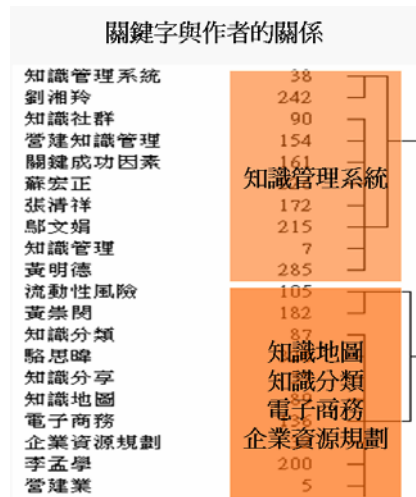 關鍵字與作者的關係
知識管理系統 38
劉湘羚 242
知識社群 90
營建知識管理 154
關鍵成功因素 161
蘇宏正
知識管理系統
張清祥 172
鄔文娟 215
知識管理 7
黃明德 285
流動性風險 105
黃崇閔 182
知識分類 87
駱思暐
知識地圖
知識分享
知識分類
知識地圖 89
電子商務
電子商務 136
企業資源規劃
企業資源規劃
李孟學 200
營建業 5